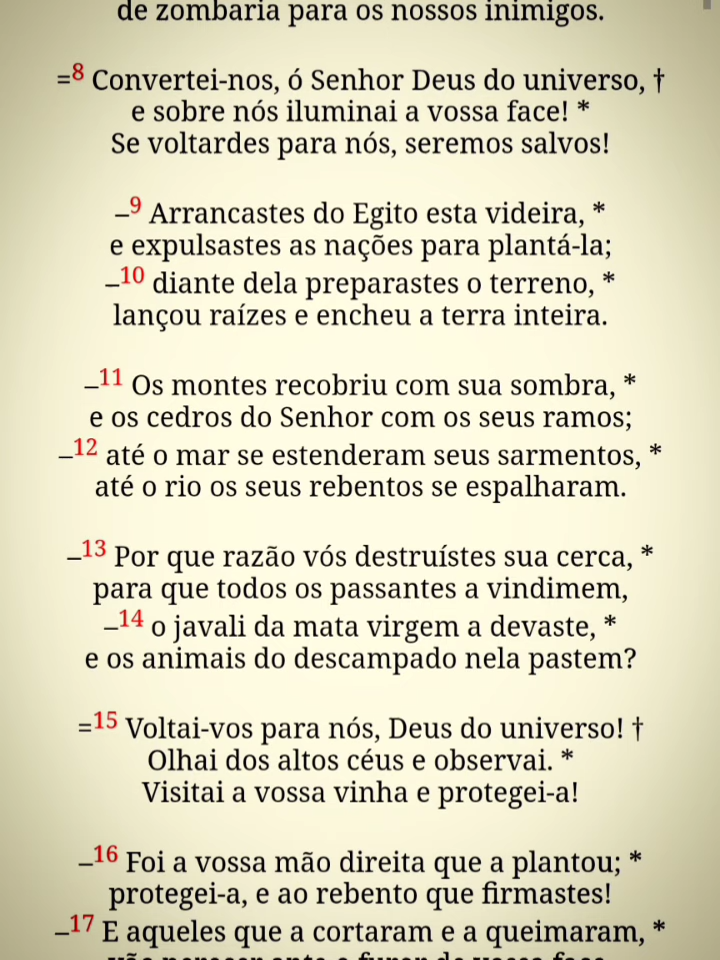 de zombaria para os nossos inimigos.
=8 Convertei-nos, ó Senhor Deus do universo, †
e sobre nós iluminai a vossa face! *
Se voltardes para nós, seremos salvos!
–9 Arrancastes do Egito esta videira, *
e expulsastes as nações para plantá-la;
–10 diante dela preparastes o terreno, *
lançou raízes e encheu a terra inteira.
–11 Os montes recobriu com sua sombra, *
e os cedros do Senhor com os seus ramos;
–12 até o mar se estenderam seus sarmentos, *
até o rio os seus rebentos se espalharam.
–13 Por que razão vós destruístes sua cerca, *
para que todos os passantes a vindimem,
–14 o javali da mata virgem a devaste, *
e os animais do descampado nela pastem?
=15 Voltai-vos para nós, Deus do universo! †
Olhai dos altos céus e observai. *
Visitai a vossa vinha e protegei-a!
–16 Foi a vossa mão direita que a plantou; *
protegei-a, e ao rebento que firmastes!
–17 E aqueles que a cortaram e a queimaram, *
vão perecer ante o furor de vossa face.